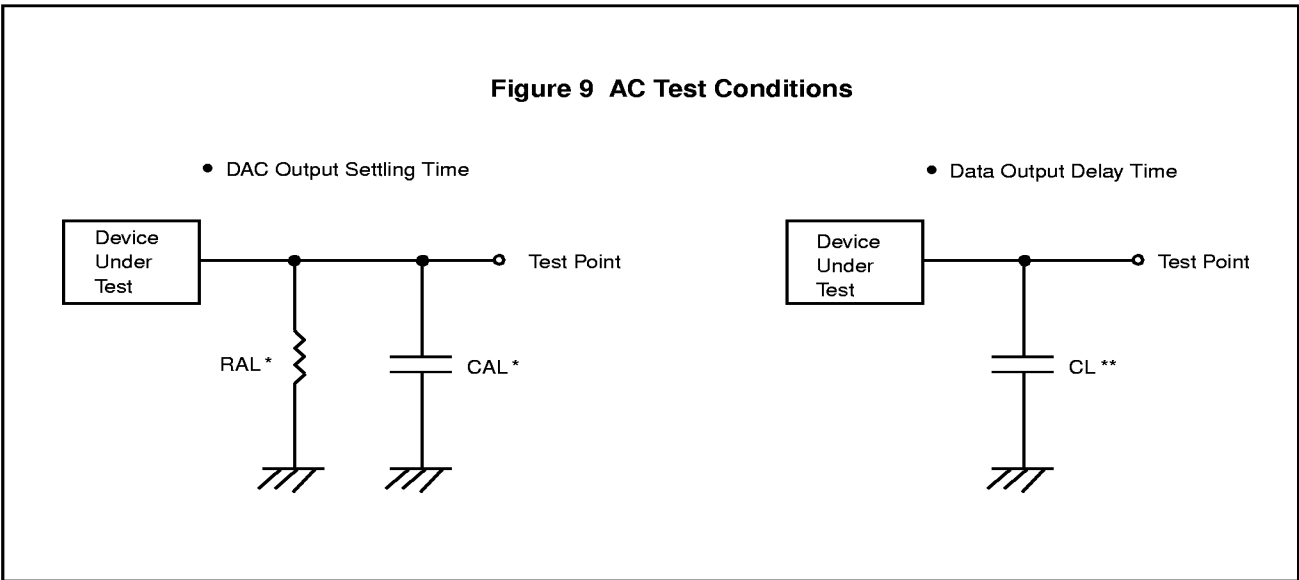 Figure 9 AC Test Conditions
• DAC Output Settling Time
Device
Under
Test
Test Point
RAL *
CAL *
• Data Output Delay Time
Device
Under
Test
Test Point
CL **